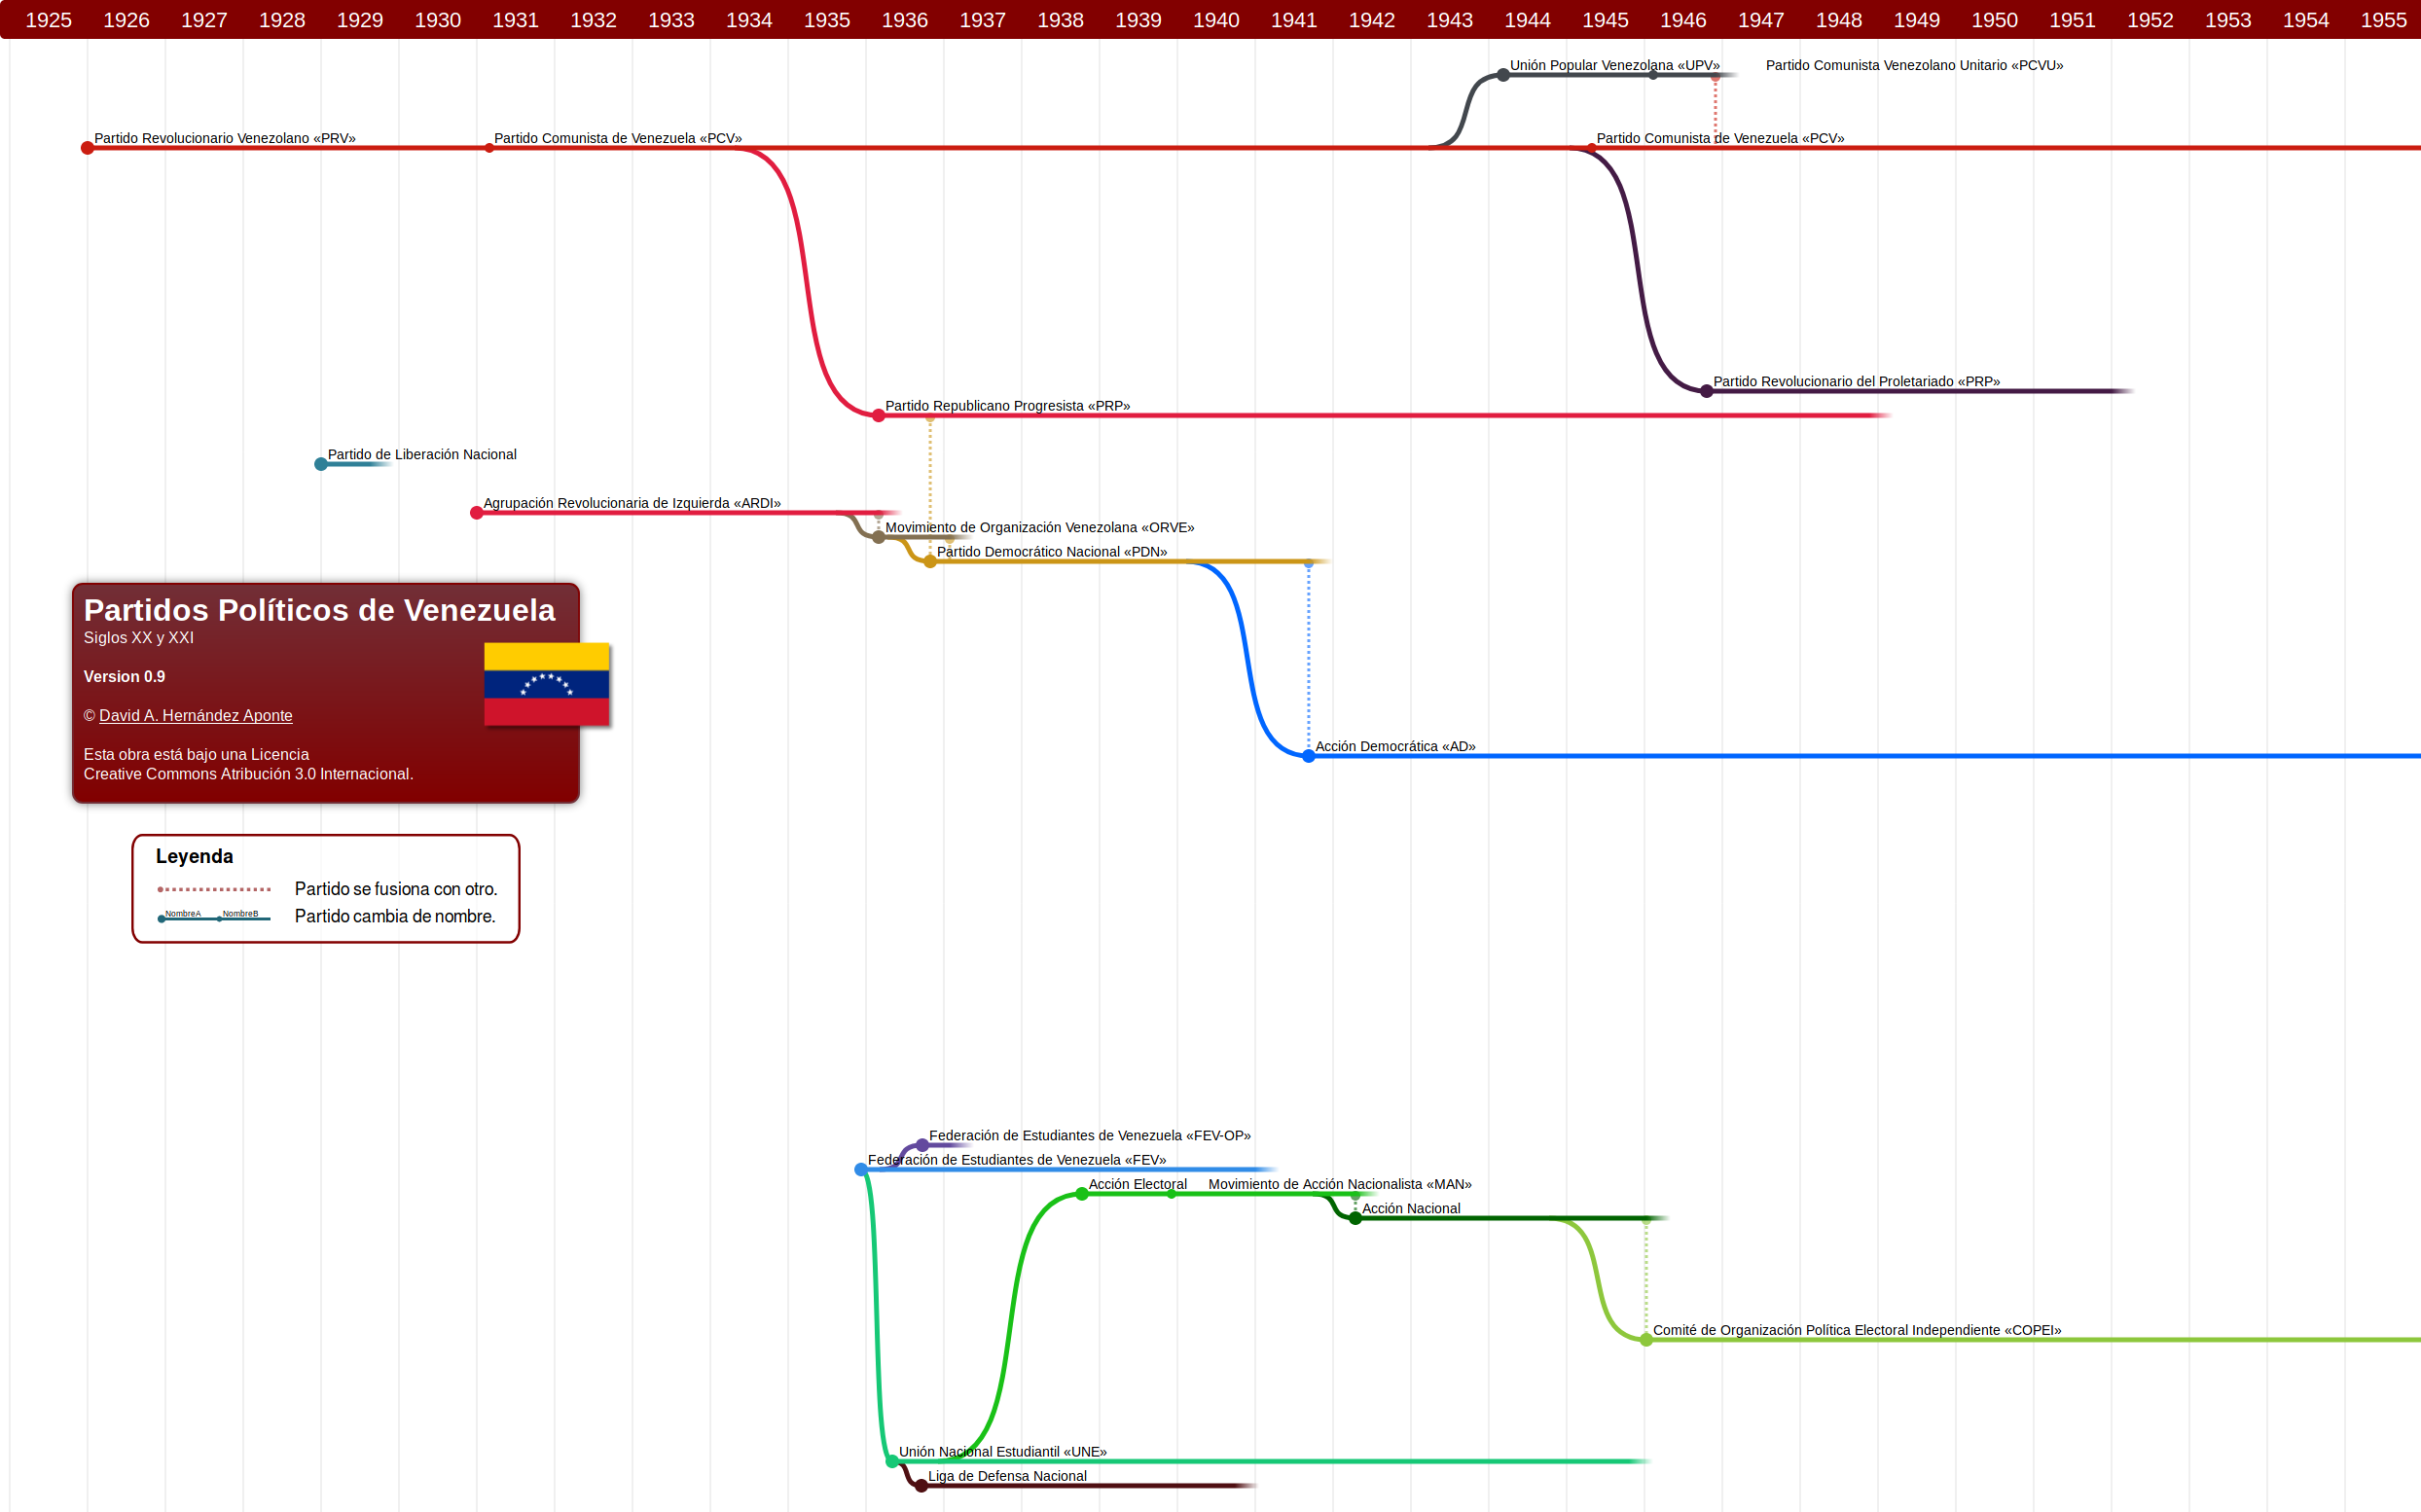 1925 1926 1927 1928 1929 1930 1931 1932 1933 1934 1935 1936 1937 1938 1939 1940 1941 1942 1943 1944 1945 1946 1947 1948 1949 1950 1951 1952 1953 1954 1955
Unión Popular Venezolana «UPV» Partido Comunista Venezolano Unitario «PCVU»
Partido Revolucionario Venezolano «PRV» Partido Comunista de Venezuela «PCV» Partido Comunista de Venezuela «PCV»
Partido Revolucionario del Proletariado «PRP»
Partido Republicano Progresista «PRP»
Partido de Liberación Nacional
Agrupación Revolucionaria de Izquierda «ARDI»
Movimiento de Organización Venezolana «ORVE»
Partido Democrático Nacional «PDN»
Partidos Políticos de Venezuela
Siglos XX y XXI
Version 0.9
© David A. Hernández Aponte
Esta obra está bajo una Licencia
Creative Commons Atribución 3.0 Internacional.
Acción Democrática «AD»
Leyenda
Partido se fusiona con otro.
NombreA NombreB
Partido cambia de nombre.
Federación de Estudiantes de Venezuela «FEV-OP»
Federación de Estudiantes de Venezuela «FEV»
Acción Electoral Movimiento de Acción Nacionalista «MAN»
Acción Nacional
Comité de Organización Política Electoral Independiente «COPEI»
Unión Nacional Estudiantil «UNE»
Liga de Defensa Nacional